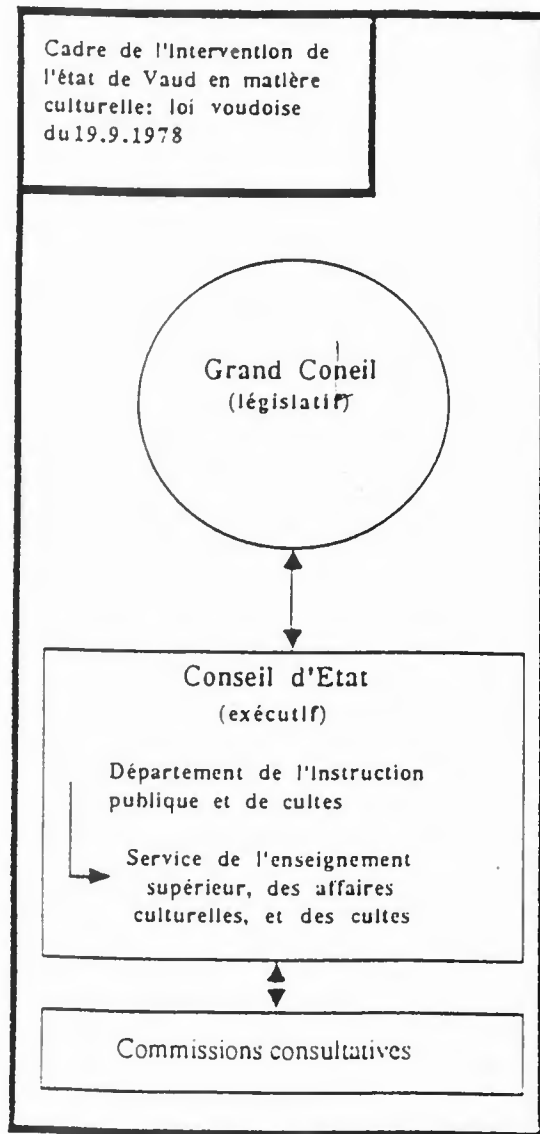 Cadre de l'Intervention de
l'état de Vaud en matière
culturelle: loi voudoise
du 19.9.1978
Grand Coneil
(législatif)
Conseil d'Etat
(exécutif)
Département de l'Instruction
publique et de cultes
Service de l'enseignement
supérieur, des affaires
culturelles, et des cultes
Commissions consultatives